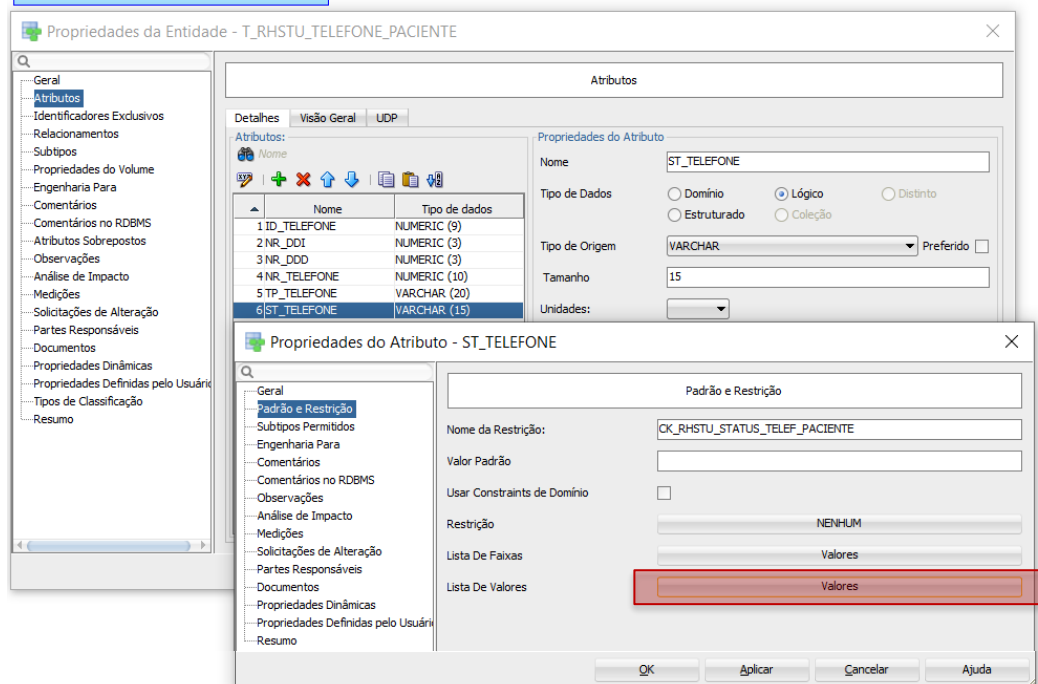 Propriedades da Entidade - T_RHSTU_TELEFONE_PACIENTE
Geral
Atributos
Identificadores Exclusivos
Relacionamentos
Subtipos
Propriedades do Volume
Engenharia Para
Comentários
Comentários no RDBMS
Atributos Sobrepostos
Observações
Análise de Impacto
Medições
Solicitações de Alteração
Partes Responsáveis
Documentos
Propriedades Dinâmicas
Propriedades Definidas pelo Usuário
Tipos de Classificação
Resumo
Atributos
Detalhes Visão Geral UDP
Atributos:
Nome
Nome Tipo de dados
1 ID_TELEFONE NUMERIC (9)
2 NR_DDI NUMERIC (3)
3 NR_DDD NUMERIC (3)
4 NR_TELEFONE NUMERIC (10)
5 TP_TELEFONE VARCHAR (20)
6 ST_TELEFONE VARCHAR (15)
Propriedades do Atributo
Nome ST_TELEFONE
Tipo de Dados Domínio Lógico Distinto
Estruturado Coleção
Tipo de Origem VARCHAR Preferido
Tamanho 15
Unidades:
Propriedades do Atributo - ST_TELEFONE
Geral
Padrão e Restrição
Subtipos Permitidos
Engenharia Para
Comentários
Comentários no RDBMS
Observações
Análise de Impacto
Medições
Solicitações de Alteração
Partes Responsáveis
Documentos
Propriedades Dinâmicas
Propriedades Definidas pelo Usuári
Resumo
Padrão e Restrição
Nome da Restrição: CK_RHSTU_STATUS_TELEF_PACIENTE
Valor Padrão
Usar Constraints de Domínio
Restrição NENHUM
Lista De Faixas Valores
Lista De Valores Valores
OK Aplicar Cancelar Ajuda